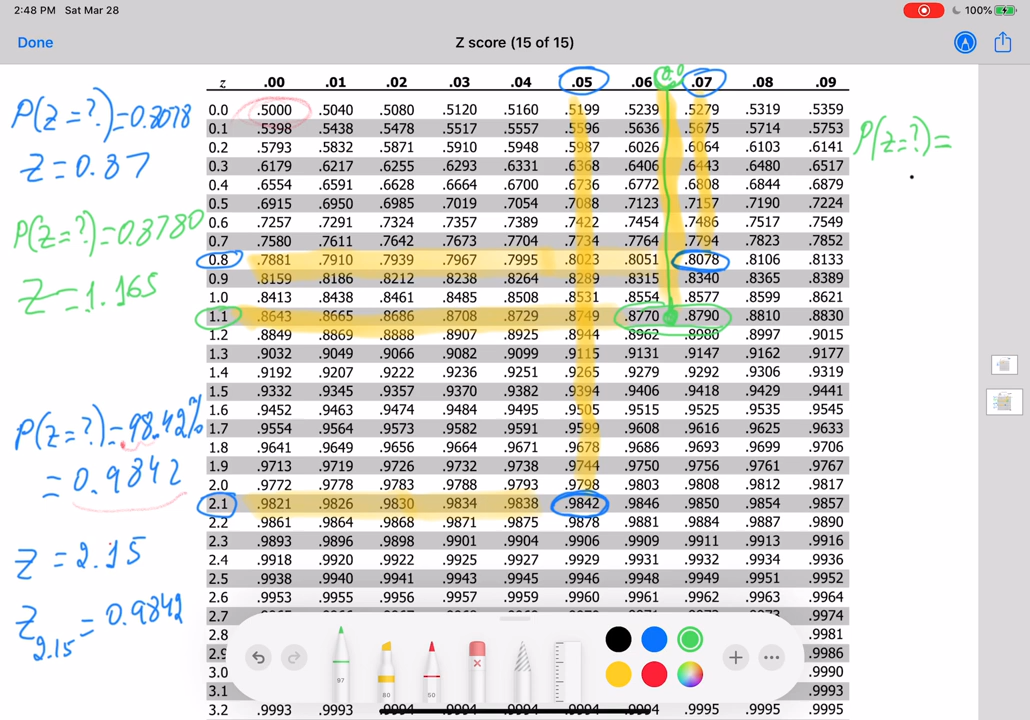 2:48 PM Sat Mar 28
100%
Done
Z score (15 of 15)
z .00 .01 .02 .03 .04 .05 .06 .07 .08 .09
0.0 .5000 .5040 .5080 .5120 .5160 .5199 .5239 .5279 .5319 .5359
0.1 .5398 .5438 .5478 .5517 .5557 .5596 .5636 .5675 .5714 .5753
0.2 .5793 .5832 .5871 .5910 .5948 .5987 .6026 .6064 .6103 .6141
0.3 .6179 .6217 .6255 .6293 .6331 .6368 .6406 .6443 .6480 .6517
0.4 .6554 .6591 .6628 .6664 .6700 .6736 .6772 .6808 .6844 .6879
0.5 .6915 .6950 .6985 .7019 .7054 .7088 .7123 .7157 .7190 .7224
0.6 .7257 .7291 .7324 .7357 .7389 .7422 .7454 .7486 .7517 .7549
0.7 .7580 .7611 .7642 .7673 .7704 .7734 .7764 .7794 .7823 .7852
0.8 .7881 .7910 .7939 .7967 .7995 .8023 .8051 .8078 .8106 .8133
0.9 .8159 .8186 .8212 .8238 .8264 .8289 .8315 .8340 .8365 .8389
1.0 .8413 .8438 .8461 .8485 .8508 .8531 .8554 .8577 .8599 .8621
1.1 .8643 .8665 .8686 .8708 .8729 .8749 .8770 .8790 .8810 .8830
1.2 .8849 .8869 .8888 .8907 .8925 .8944 .8962 .8980 .8997 .9015
1.3 .9032 .9049 .9066 .9082 .9099 .9115 .9131 .9147 .9162 .9177
1.4 .9192 .9207 .9222 .9236 .9251 .9265 .9279 .9292 .9306 .9319
1.5 .9332 .9345 .9357 .9370 .9382 .9394 .9406 .9418 .9429 .9441
1.6 .9452 .9463 .9474 .9484 .9495 .9505 .9515 .9525 .9535 .9545
1.7 .9554 .9564 .9573 .9582 .9591 .9599 .9608 .9616 .9625 .9633
1.8 .9641 .9649 .9656 .9664 .9671 .9678 .9686 .9693 .9699 .9706
1.9 .9713 .9719 .9726 .9732 .9738 .9744 .9750 .9756 .9761 .9767
2.0 .9772 .9778 .9783 .9788 .9793 .9798 .9803 .9808 .9812 .9817
2.1 .9821 .9826 .9830 .9834 .9838 .9842 .9846 .9850 .9854 .9857
2.2 .9861 .9864 .9868 .9871 .9875 .9878 .9881 .9884 .9887 .9890
2.3 .9893 .9896 .9898 .9901 .9904 .9906 .9909 .9911 .9913 .9916
2.4 .9918 .9920 .9922 .9925 .9927 .9929 .9931 .9932 .9934 .9936
2.5 .9938 .9940 .9941 .9943 .9945 .9946 .9948 .9949 .9951 .9952
2.6 .9953 .9955 .9956 .9957 .9959 .9960 .9961 .9962 .9963 .9964
2.7 .9974
2.8 .9981
2.9 .9986
3.0 .9990
3.1 .9993
3.2 .9993 .9993 .9994 .9994 .9994 .9994 .9994 .9995 .9995 .9995
P(Z=?)=0.8078
Z=0.87
P(Z=?)=0.8780
Z=1.165
P(Z=?)=98.42%
=0.9842
Z=2.15
Z2.15=0.9842
P(Z=?)=
97
80
50